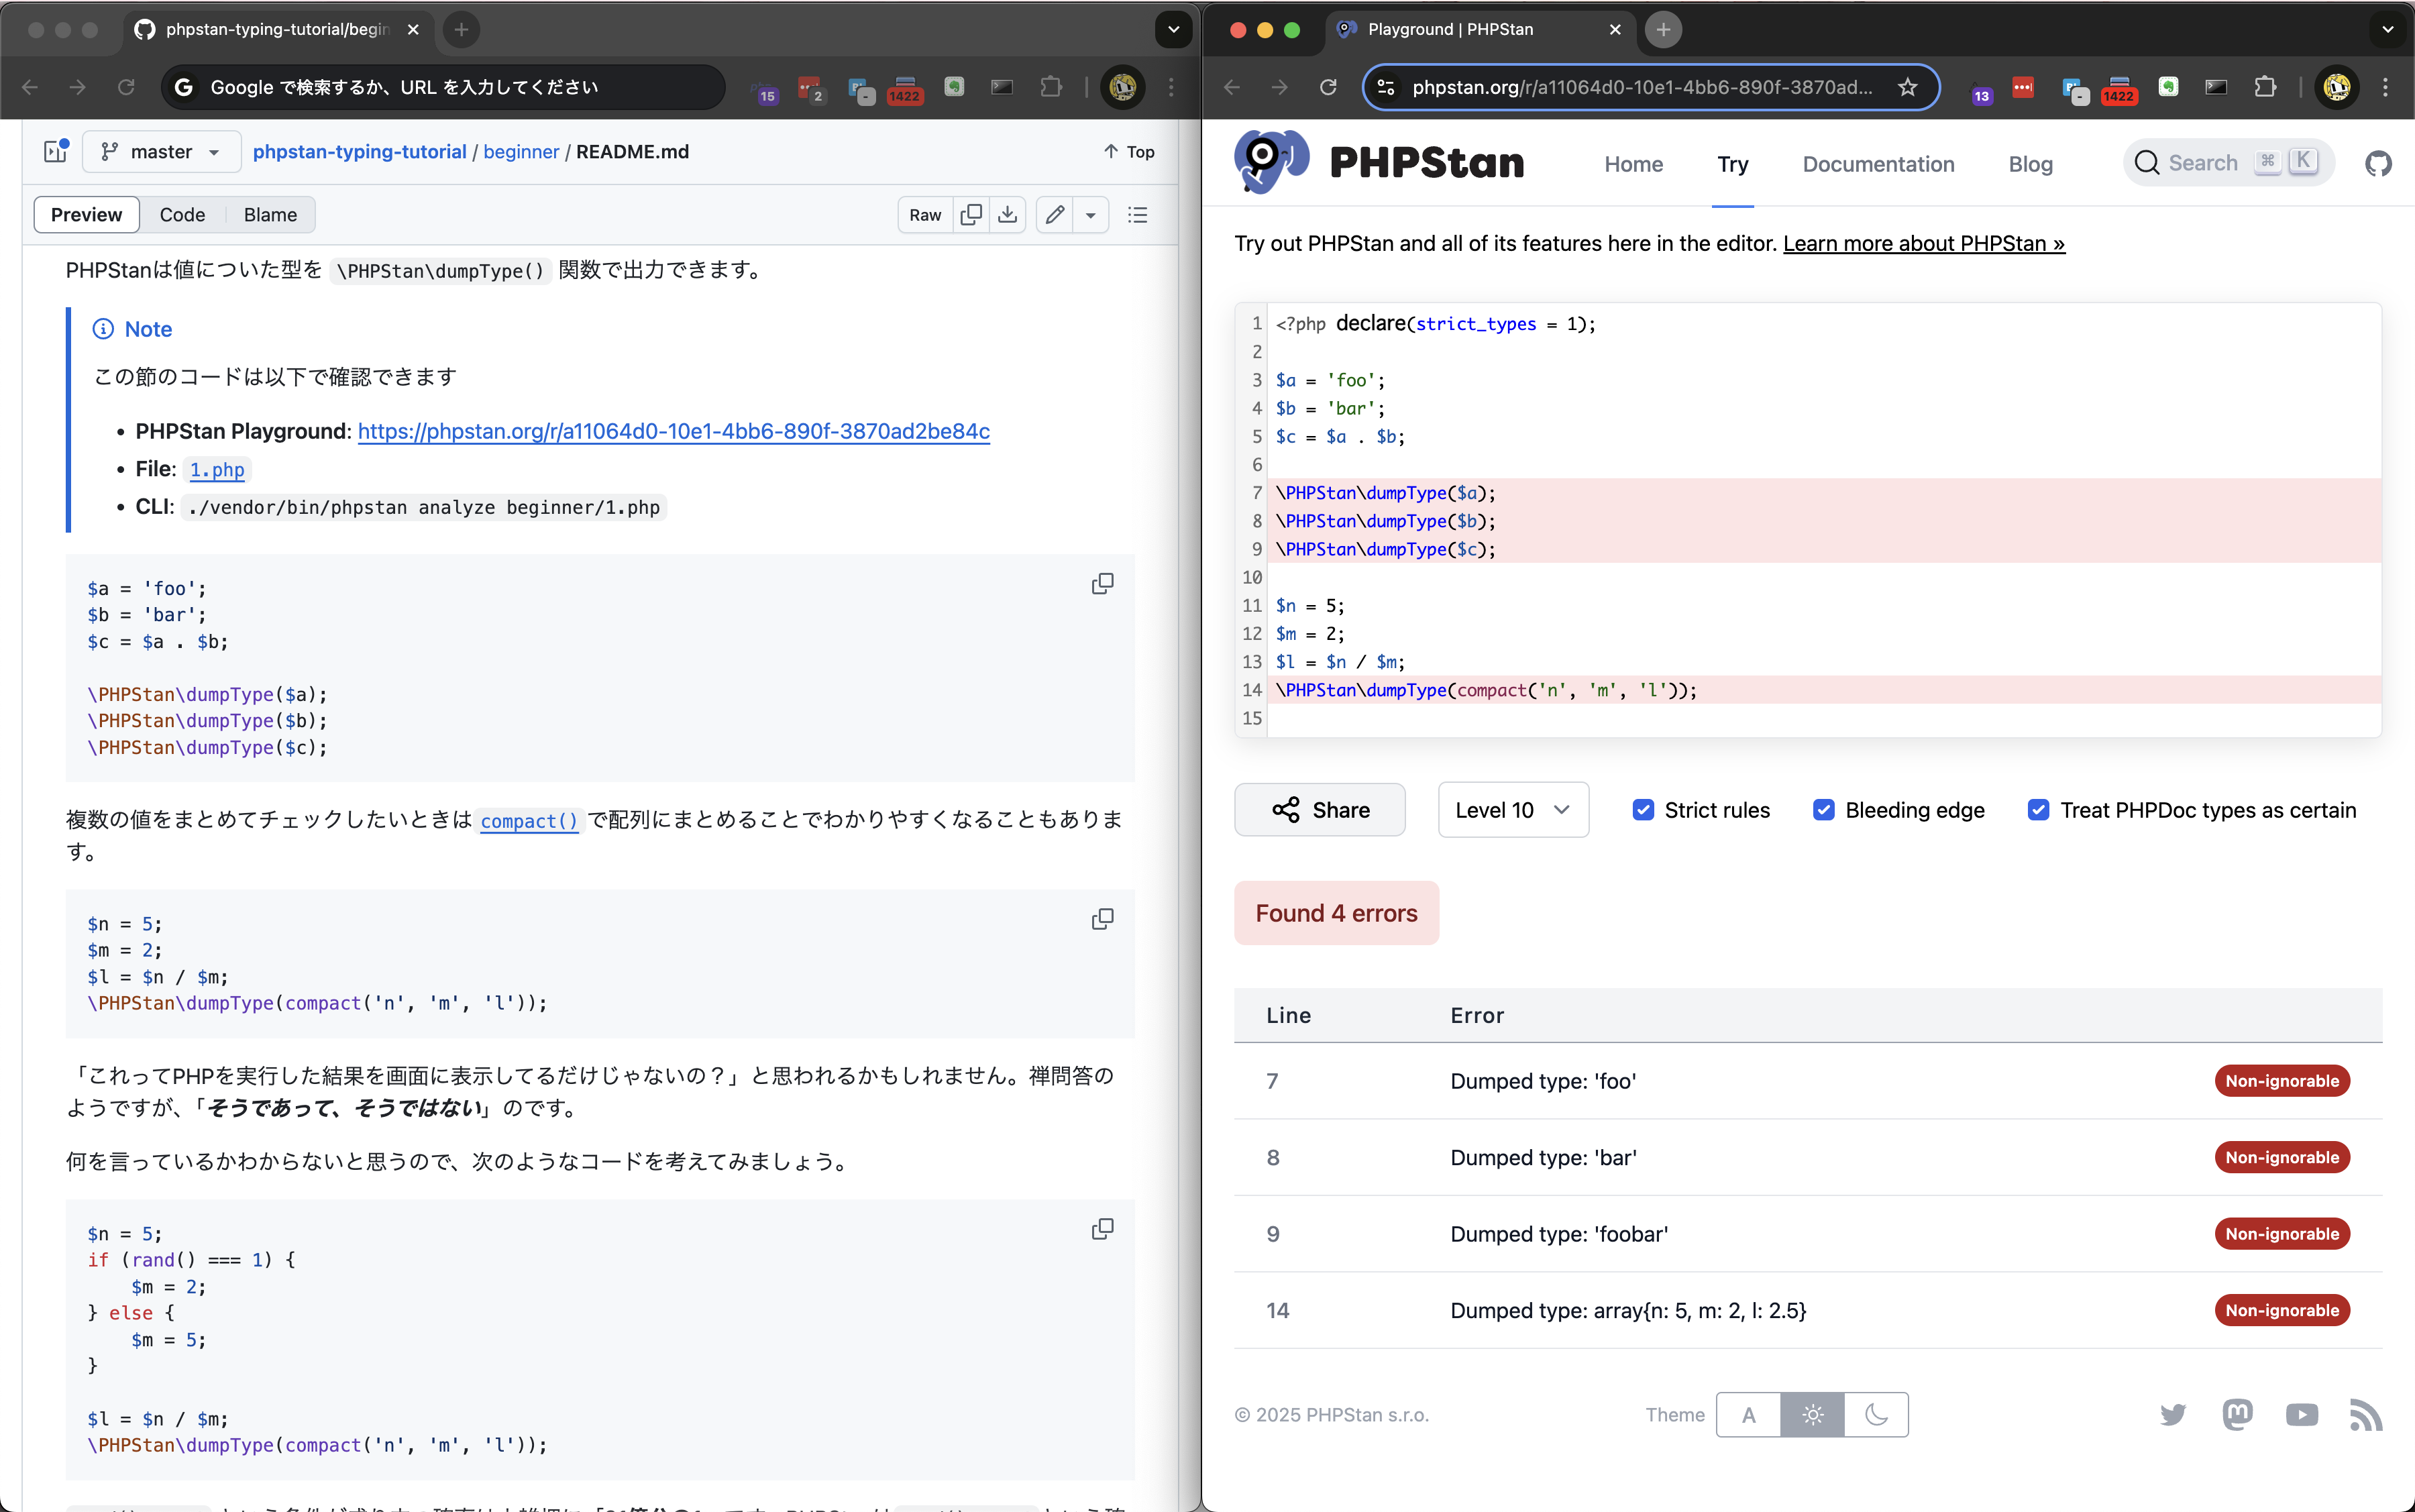 phpstan-typing-tutorial/begin
Google で検索するか、URL を入力してください
15
2
-
1422
master
phpstan-typing-tutorial / beginner / README.md
Top
Preview
Code
Blame
Raw
PHPStanは値についた型を \PHPStan\dumpType() 関数で出力できます。
Note
この節のコードは以下で確認できます
• PHPStan Playground: https://phpstan.org/r/a11064d0-10e1-4bb6-890f-3870ad2be84c
• File: 1.php
• CLI: ./vendor/bin/phpstan analyze beginner/1.php
$a = 'foo';
$b = 'bar';
$c = $a . $b;
\PHPStan\dumpType($a);
\PHPStan\dumpType($b);
\PHPStan\dumpType($c);
複数の値をまとめてチェックしたいときは compact() で配列にまとめることでわかりやすくなることもありま
す。
$n = 5;
$m = 2;
$l = $n / $m;
\PHPStan\dumpType(compact('n', 'm', 'l'));
「これってPHPを実行した結果を画面に表示してるだけじゃないの？」と思われるかもしれません。禅問答の
ようですが、「そうであって、そうではない」のです。
何を言っているかわからないと思うので、次のようなコードを考えてみましょう。
$n = 5;
if (rand() === 1) {
    $m = 2;
} else {
    $m = 5;
}
$l = $n / $m;
\PHPStan\dumpType(compact('n', 'm', 'l'));
Playground | PHPStan
phpstan.org/r/a11064d0-10e1-4bb6-890f-3870ad...
13
-
1422
PHPStan
Home
Try
Documentation
Blog
Search ⌘ K
Try out PHPStan and all of its features here in the editor. Learn more about PHPStan »
1 <?php declare(strict_types = 1);
2
3 $a = 'foo';
4 $b = 'bar';
5 $c = $a . $b;
6
7 \PHPStan\dumpType($a);
8 \PHPStan\dumpType($b);
9 \PHPStan\dumpType($c);
10
11 $n = 5;
12 $m = 2;
13 $l = $n / $m;
14 \PHPStan\dumpType(compact('n', 'm', 'l'));
15
Share
Level 10
Strict rules
Bleeding edge
Treat PHPDoc types as certain
Found 4 errors
Line Error
7 Dumped type: 'foo' Non-ignorable
8 Dumped type: 'bar' Non-ignorable
9 Dumped type: 'foobar' Non-ignorable
14 Dumped type: array{n: 5, m: 2, l: 2.5} Non-ignorable
© 2025 PHPStan s.r.o.
Theme A